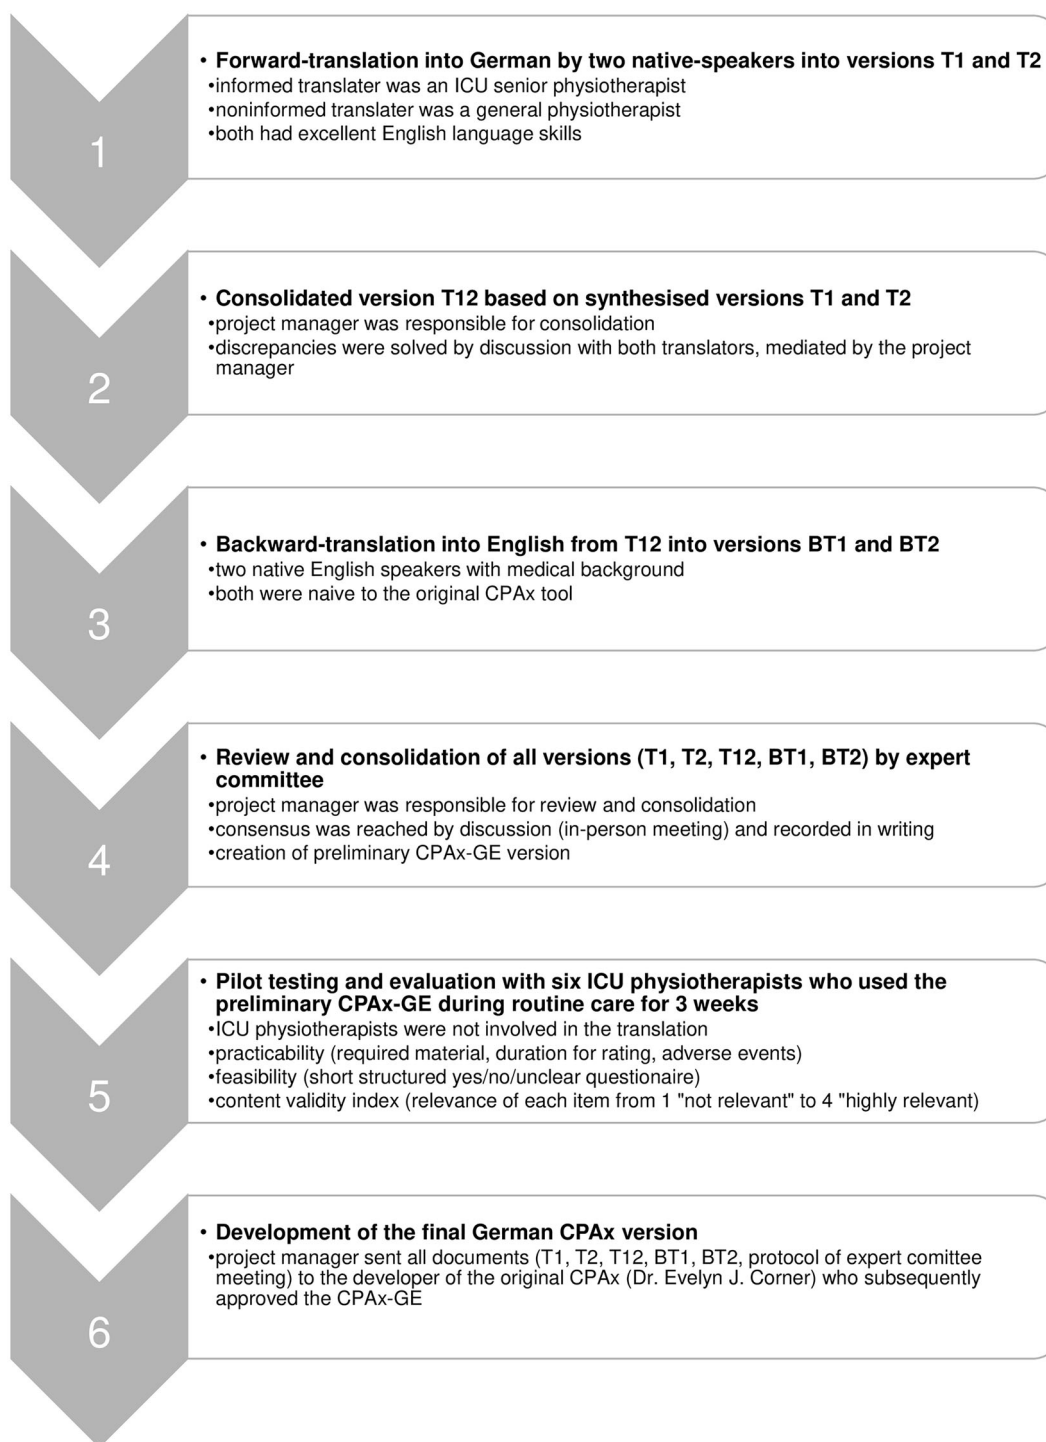 1
• Forward-translation into German by two native-speakers into versions T1 and T2
•informed translater was an ICU senior physiotherapist
•noninformed translater was a general physiotherapist
•both had excellent English language skills
2
• Consolidated version T12 based on synthesised versions T1 and T2
•project manager was responsible for consolidation
•discrepancies were solved by discussion with both translators, mediated by the project
manager
3
• Backward-translation into English from T12 into versions BT1 and BT2
•two native English speakers with medical background
•both were naive to the original CPAx tool
4
• Review and consolidation of all versions (T1, T2, T12, BT1, BT2) by expert
committee
•project manager was responsible for review and consolidation
•consensus was reached by discussion (in-person meeting) and recorded in writing
•creation of preliminary CPAx-GE version
5
• Pilot testing and evaluation with six ICU physiotherapists who used the
preliminary CPAx-GE during routine care for 3 weeks
•ICU physiotherapists were not involved in the translation
•practicability (required material, duration for rating, adverse events)
•feasibility (short structured yes/no/unclear questionaire)
•content validity index (relevance of each item from 1 "not relevant" to 4 "highly relevant)
6
• Development of the final German CPAx version
•project manager sent all documents (T1, T2, T12, BT1, BT2, protocol of expert comittee
meeting) to the developer of the original CPAx (Dr. Evelyn J. Corner) who subsequently
approved the CPAx-GE